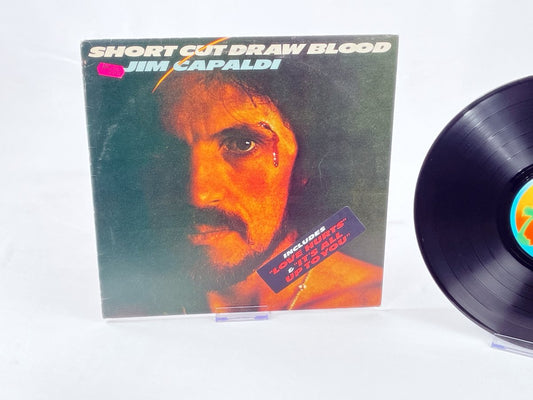 SHORT CUT DRAW BLOOD
JIM CAPALDI
INCLUDES
"LOVE HURTS"
& "IT'S ALL
UP TO YOU"